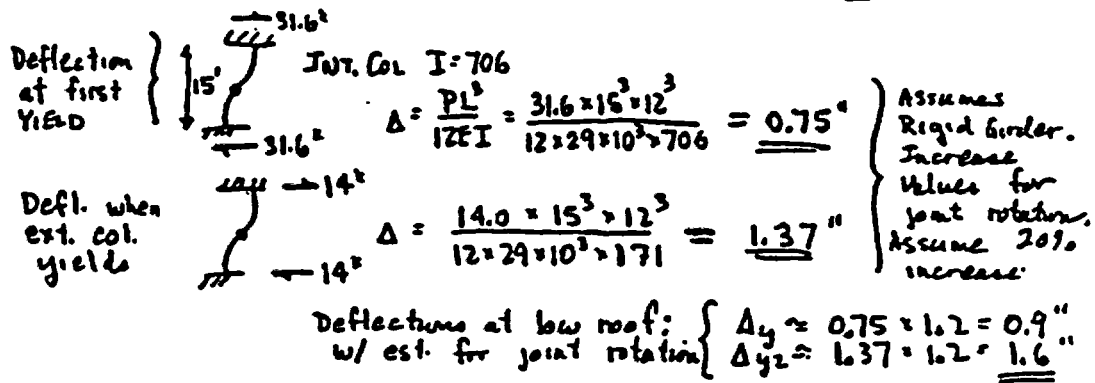 31.6ᵏ
Deflection at first YIELD
15'
INT. COL I=706
Δ = PL³/12EI = 31.6×15³×12³/12×29×10³×706 = 0.75"
31.6ᵏ
Assumes Rigid Girder. Increase Values for joint rotation. Assume 20% increase.
14ᵏ
Defl. when ext. col. yields
Δ = 14.0 × 15³ × 12³/12×29×10³×171 = 1.37"
14ᵏ
Deflections at low roof: w/ est. for joint rotation
Δy ≈ 0.75 × 1.2 = 0.9"
Δy2 ≈ 1.37 × 1.2 = 1.6"